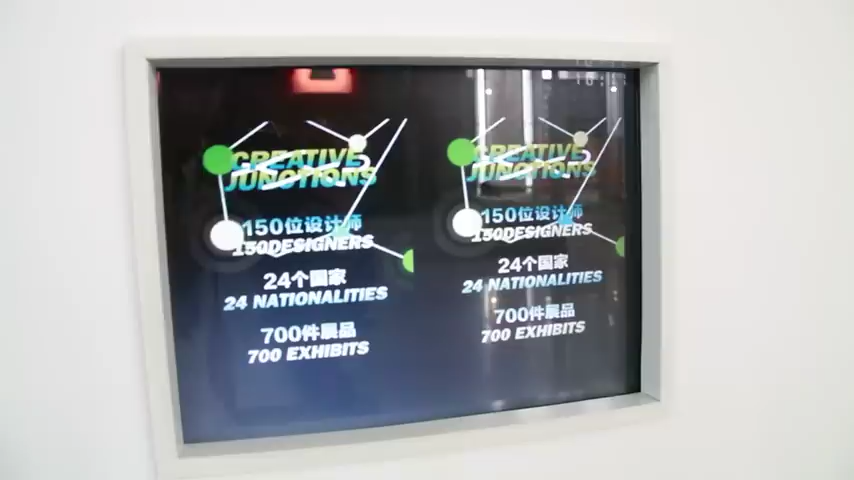 CREATIVE
JUNCTIONS
150位设计师
150DESIGNERS
24个国家
24 NATIONALITIES
700件展品
700 EXHIBITS
CREATIVE
JUNCTIONS
150位设计师
150DESIGNERS
24个国家
24 NATIONALITIES
700件展品
700 EXHIBITS